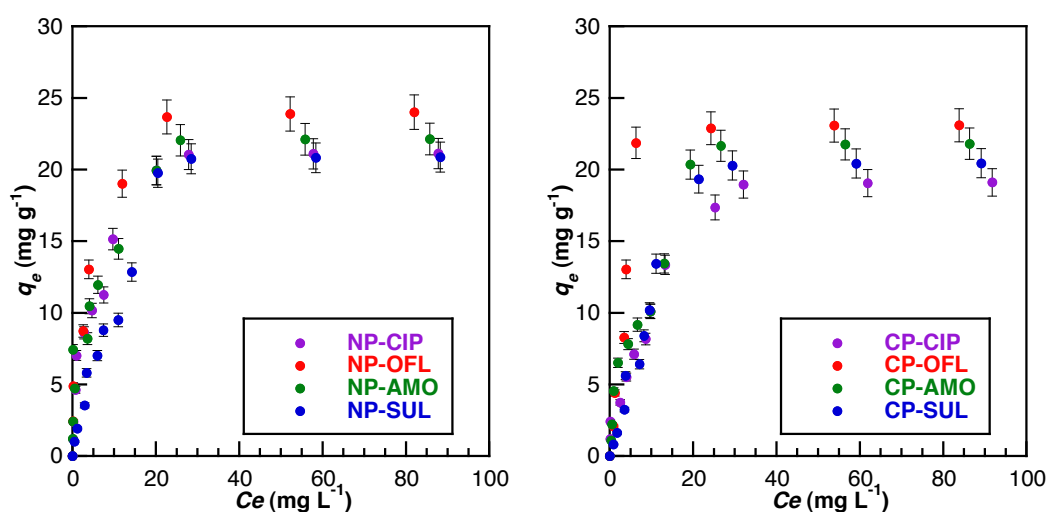 30
25
20
15
10
5
0
q_e (mg g⁻¹)
NP-CIP
NP-OFL
NP-AMO
NP-SUL
0 20 40 60 80 100
Ce (mg L⁻¹)
30
25
20
15
10
5
0
q_e (mg g⁻¹)
CP-CIP
CP-OFL
CP-AMO
CP-SUL
0 20 40 60 80 100
Ce (mg L⁻¹)